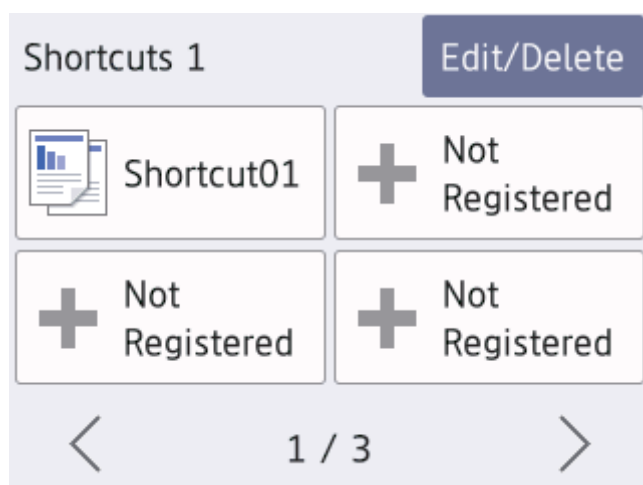 Shortcuts 1
Edit/Delete
Shortcut01
Not
Registered
Not
Registered
Not
Registered
1 / 3